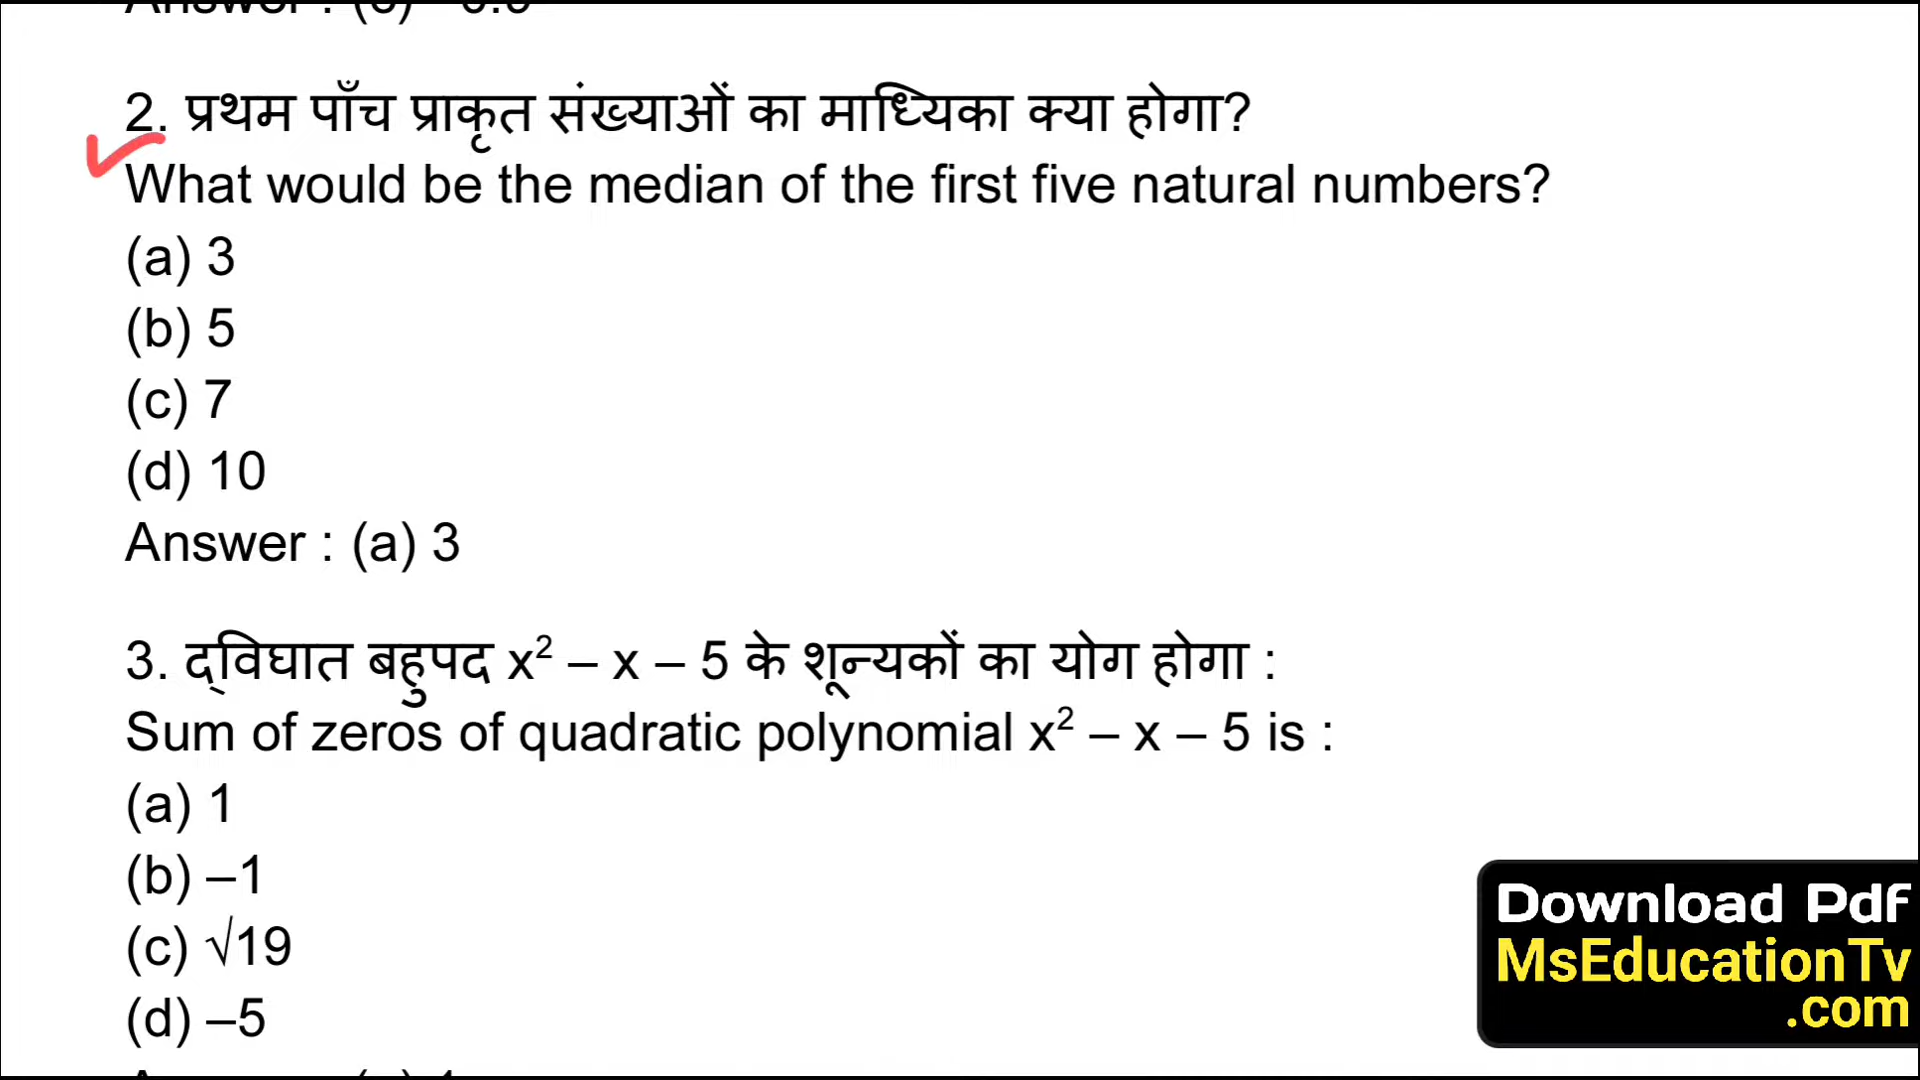 2. प्रथम पाँच प्राकृत संख्याओं का माध्यिका क्या होगा?
What would be the median of the first five natural numbers?
(a) 3
(b) 5
(c) 7
(d) 10
Answer : (a) 3
3. द्विघात बहुपद x² – x – 5 के शून्यकों का योग होगा :
Sum of zeros of quadratic polynomial x² – x – 5 is :
(a) 1
(b) –1
(c) √19
(d) –5
Download Pdf
MsEducationTv
.com